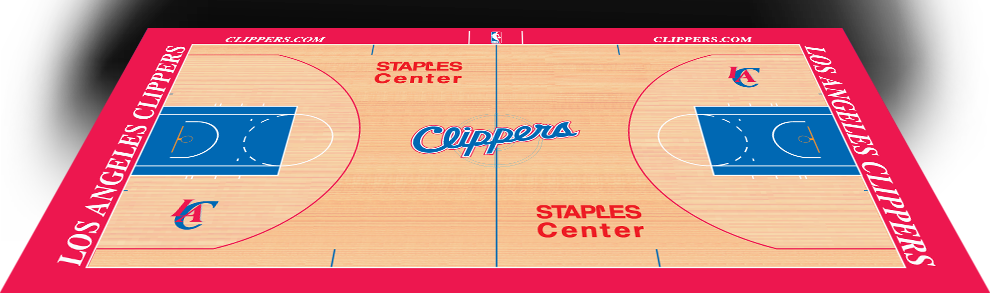 CLIPPERS.COM
CLIPPERS.COM
STAPLES
Center
LOS ANGELES CLIPPERS
LOS ANGELES CLIPPERS
LAC
Clippers
LAC
STAPLES
Center